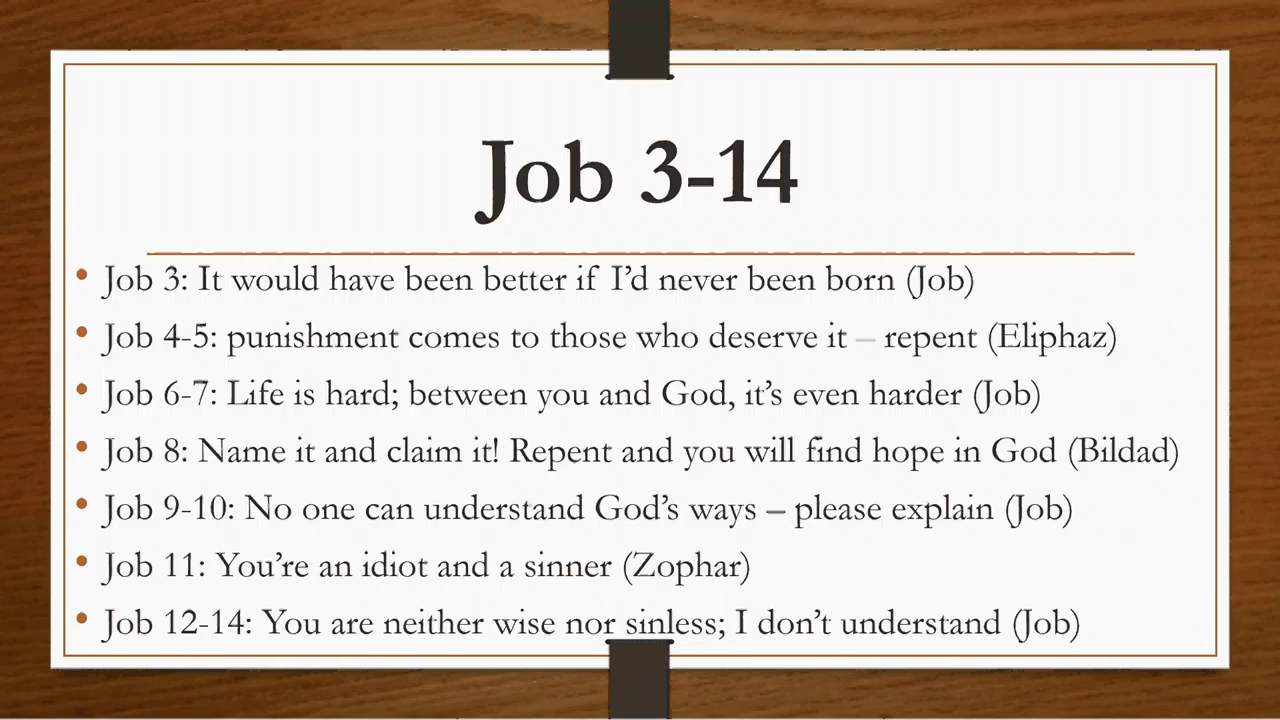 Job 3-14
• Job 3: It would have been better if I’d never been born (Job)
• Job 4-5: punishment comes to those who deserve it – repent (Eliphaz)
• Job 6-7: Life is hard; between you and God, it’s even harder (Job)
• Job 8: Name it and claim it! Repent and you will find hope in God (Bildad)
• Job 9-10: No one can understand God’s ways – please explain (Job)
• Job 11: You’re an idiot and a sinner (Zophar)
• Job 12-14: You are neither wise nor sinless; I don’t understand (Job)